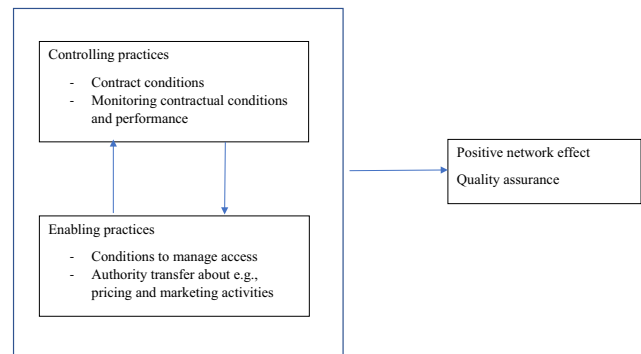 Controlling practices
- Contract conditions
- Monitoring contractual conditions
and performance
Positive network effect
Quality assurance
Enabling practices
- Conditions to manage access
- Authority transfer about e.g.,
pricing and marketing activities